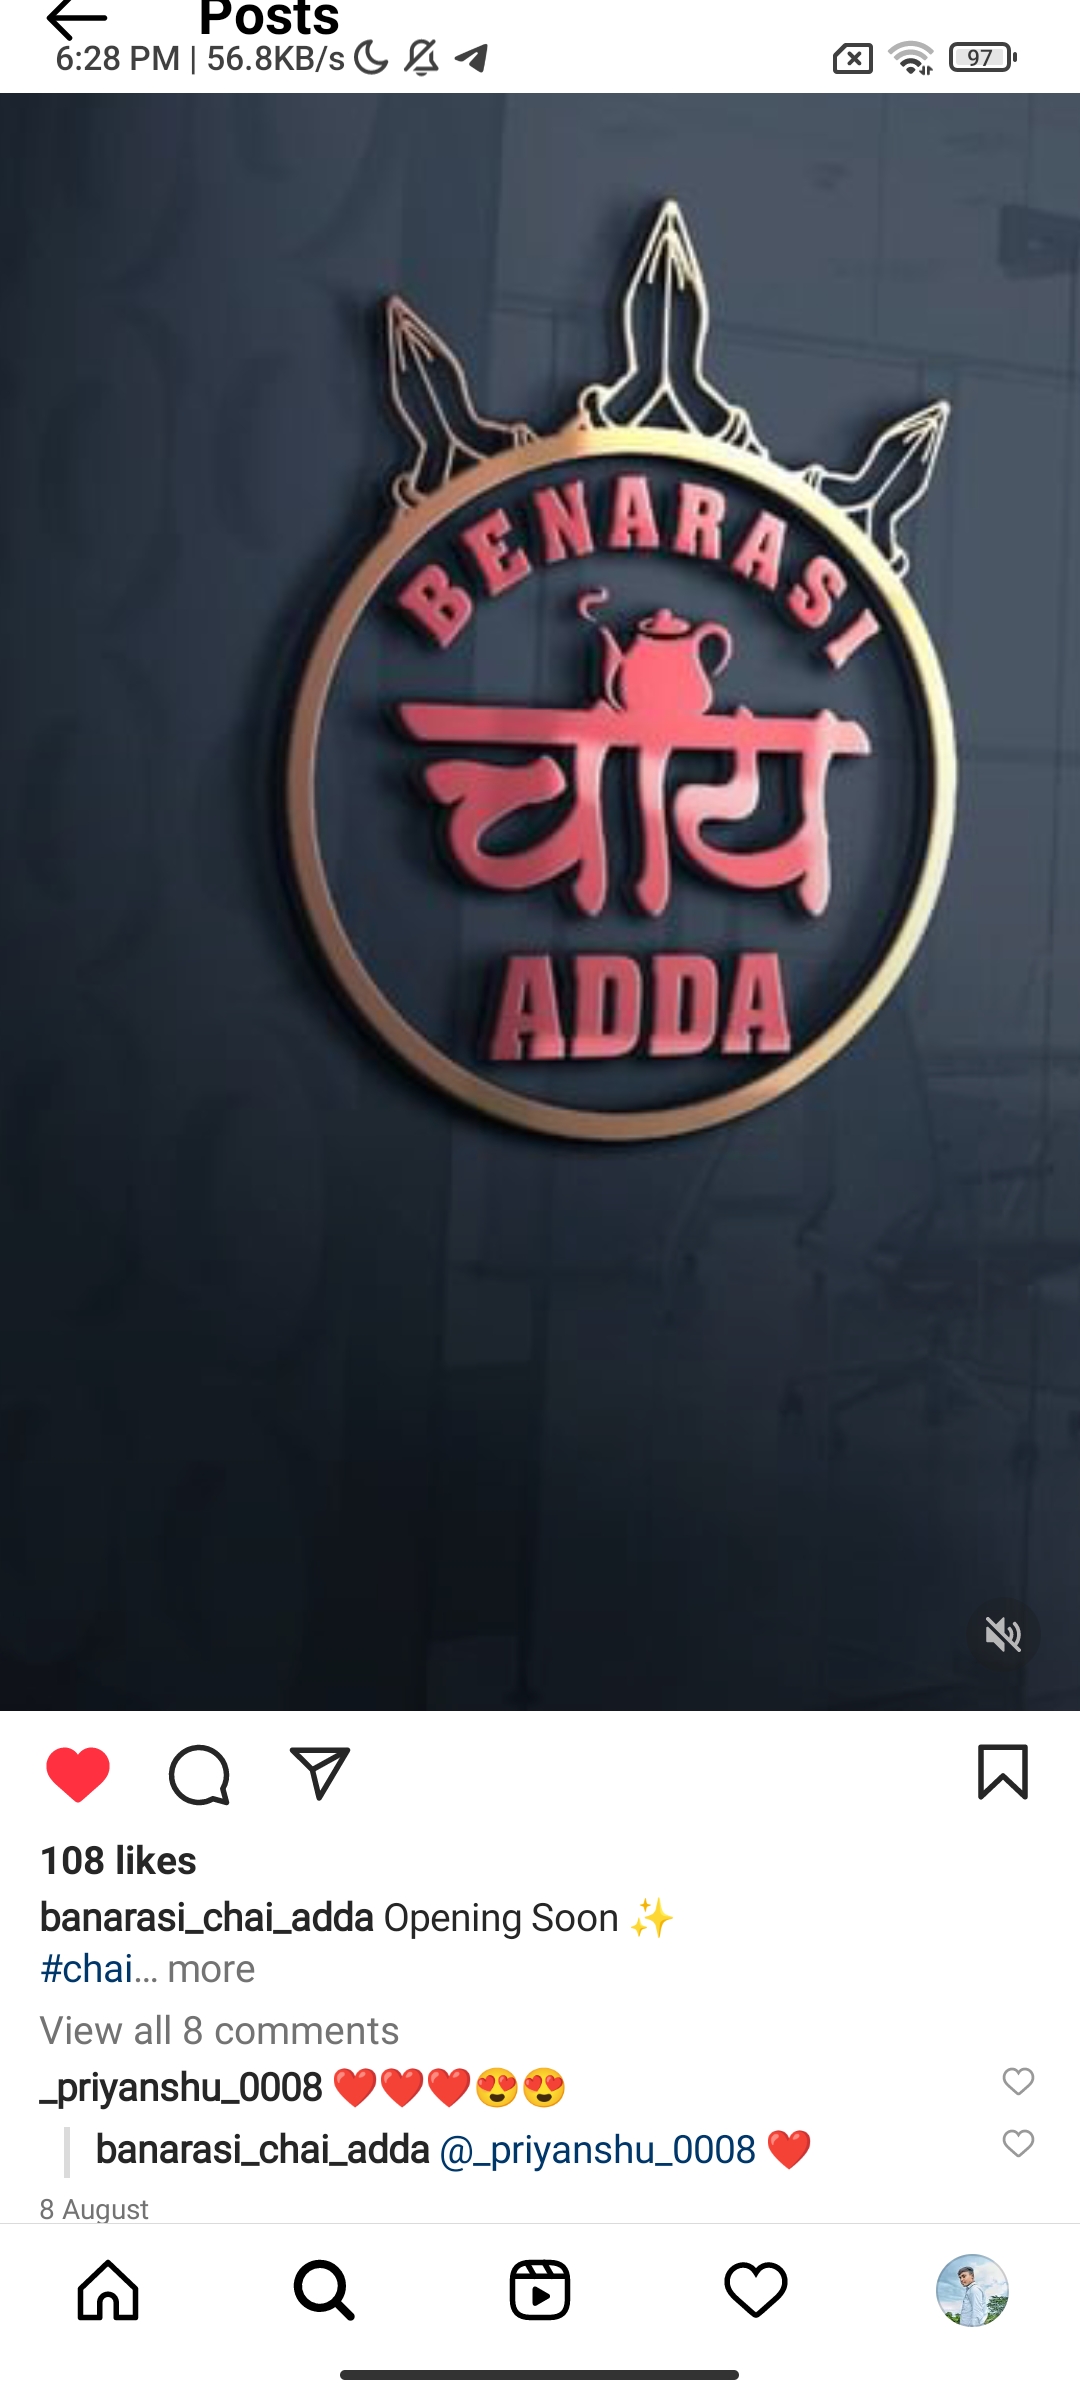 Posts
6:28 PM | 56.8KB/s
97
BENARASI
चाय
ADDA
108 likes
banarasi_chai_adda Opening Soon ✨
#chai... more
View all 8 comments
_priyanshu_0008 ❤️❤️❤️😍😍
banarasi_chai_adda @_priyanshu_0008 ❤️
8 August